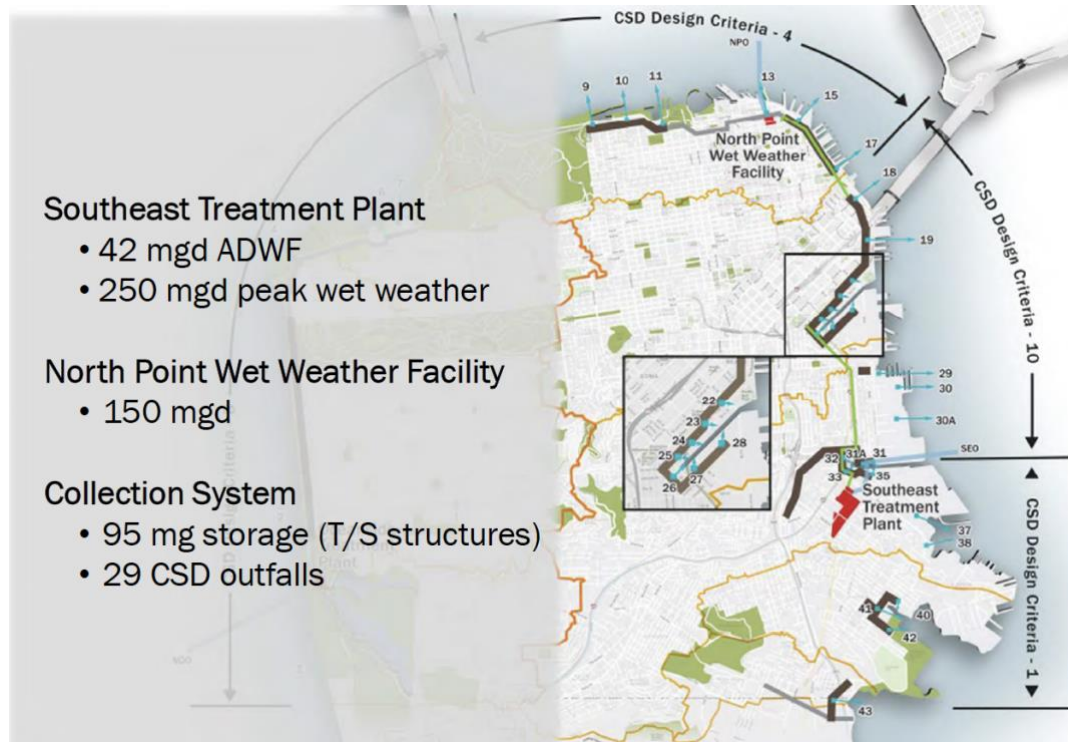 Southeast Treatment Plant
• 42 mgd ADWF
• 250 mgd peak wet weather
North Point Wet Weather Facility
• 150 mgd
Collection System
• 95 mg storage (T/S structures)
• 29 CSD outfalls
CSD Design Criteria - 4
NPO
9
10
11
13
15
North Point
Wet Weather
Facility
17
18
19
CSD Design Criteria - 10
22
23
24
25
26
27
28
29
30
30A
SEO
32
31A
31
33
35
Southeast
Treatment
Plant
37
38
CSD Design Criteria - 1
41
40
42
43